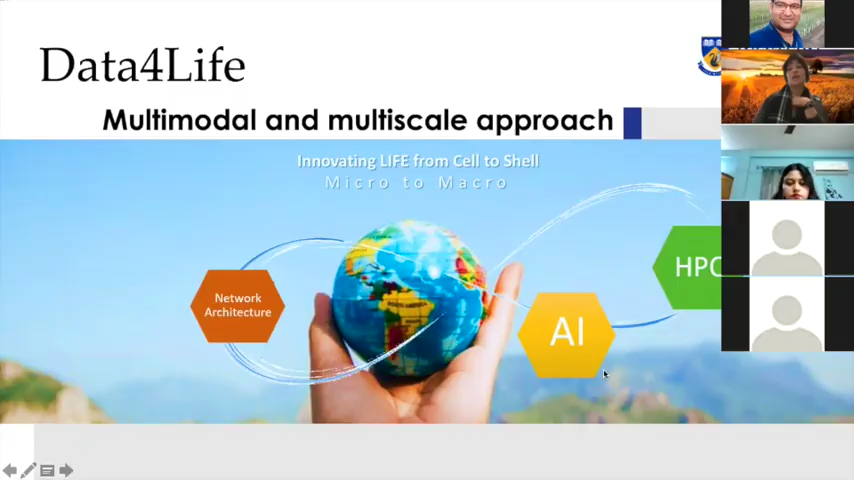 Data4Life
Multimodal and multiscale approach
Innovating LIFE from Cell to Shell
Micro to Macro
Network
Architecture
AI
HPC